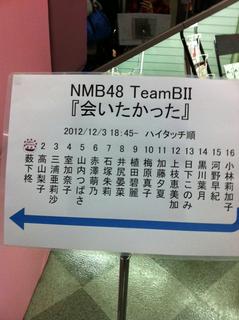 NMB48 TeamBII
『会いたかった』
2012/12/3 18:45~ ハイタッチ順
2 3 4 5 6 7 8 9 10 11 12 13 14 15 16
薮下柊
高山梨子
三浦亜莉沙
室加奈子
山内つばさ
赤澤萌乃
石塚朱莉
井尻晏菜
植田碧麗
梅原真子
加藤夕夏
上枝恵美加
日下このみ
黒川葉月
河野早紀
小林莉加子